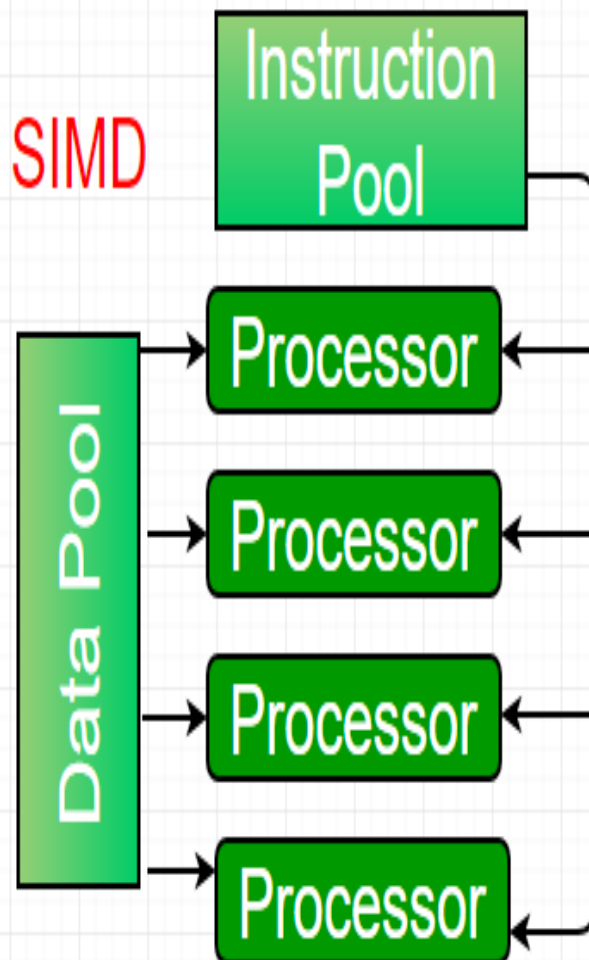 Instruction
Pool
SIMD
Processor
Data Pool
Processor
Processor
Processor